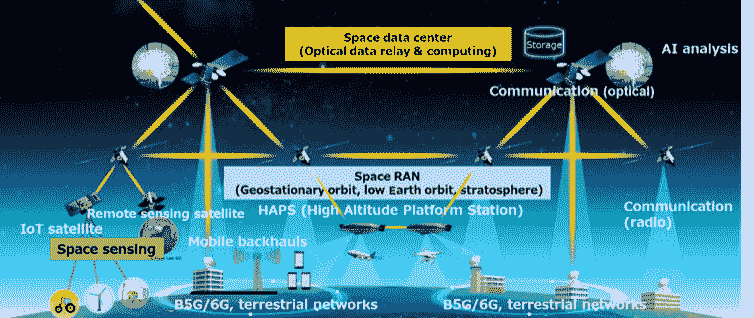 Space data center
(Optical data relay & computing)
Storage
AI analysis
Communication (optical)
Space RAN
(Geostationary orbit, low Earth orbit, stratosphere)
Remote sensing satellite
HAPS (High Altitude Platform Station)
Communication
(radio)
IoT satellite
Space sensing
Mobile backhauls
B5G/6G, terrestrial networks
B5G/6G, terrestrial networks